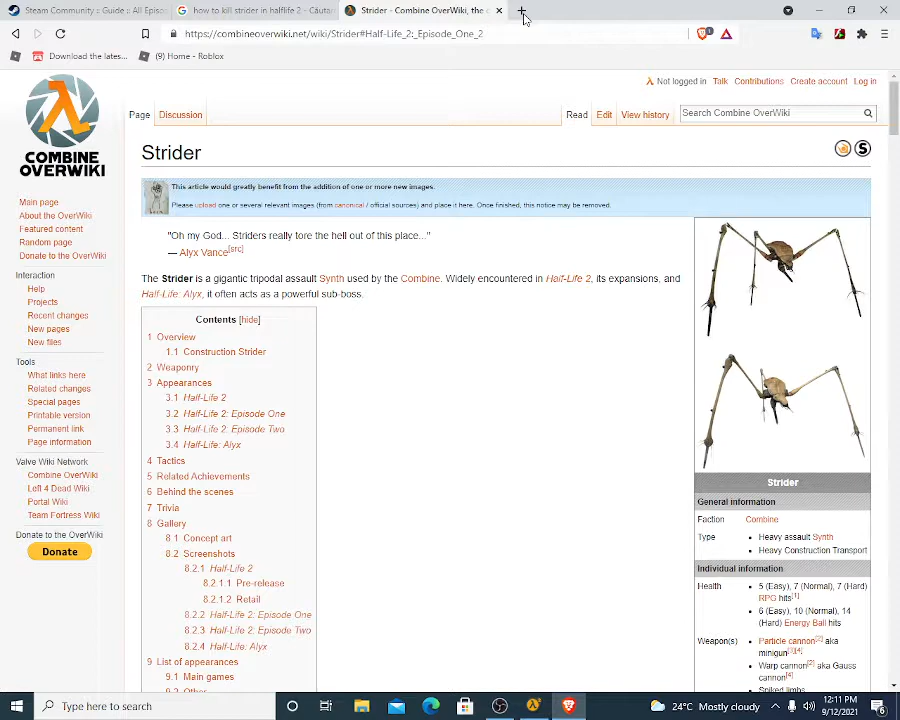 Steam Community :: Guide :: All Episo
how to kill strider in halflife 2 - Căuta
Strider - Combine OverWiki, the c
https://combineoverwiki.net/wiki/Strider#Half-Life_2:_Episode_One_2
1
Download the lates...
(9) Home - Roblox
Not logged in Talk Contributions Create account Log in
Page Discussion Read Edit View history
Search Combine OverWiki
COMBINE
OVERWIKI
Strider
S
This article would greatly benefit from the addition of one or more new images.
Please upload one or several relevant images (from canonical / official sources) and place it here. Once finished, this notice may be removed.
"Oh my God... Striders really tore the hell out of this place..."
— Alyx Vance[src]
The Strider is a gigantic tripodal assault Synth used by the Combine. Widely encountered in Half-Life 2, its expansions, and
Half-Life: Alyx, it often acts as a powerful sub-boss.
Main page
About the OverWiki
Featured content
Random page
Donate to the OverWiki
Interaction
Help
Projects
Recent changes
New pages
New files
Tools
What links here
Related changes
Special pages
Printable version
Permanent link
Page information
Valve Wiki Network
Combine OverWiki
Left 4 Dead Wiki
Portal Wiki
Team Fortress Wiki
Donate to the OverWiki
Donate
Contents [hide]
1 Overview
1.1 Construction Strider
2 Weaponry
3 Appearances
3.1 Half-Life 2
3.2 Half-Life 2: Episode One
3.3 Half-Life 2: Episode Two
3.4 Half-Life: Alyx
4 Tactics
5 Related Achievements
6 Behind the scenes
7 Trivia
8 Gallery
8.1 Concept art
8.2 Screenshots
8.2.1 Half-Life 2
8.2.1.1 Pre-release
8.2.1.2 Retail
8.2.2 Half-Life 2: Episode One
8.2.3 Half-Life 2: Episode Two
8.2.4 Half-Life: Alyx
9 List of appearances
9.1 Main games
9.2 Other
Strider
General information
Faction Combine
Type • Heavy assault Synth
• Heavy Construction Transport
Individual information
Health • 5 (Easy), 7 (Normal), 7 (Hard)
RPG hits[1]
• 6 (Easy), 10 (Normal), 14
(Hard) Energy Ball hits
Weapon(s) • Particle cannon[2] aka
minigun[3][4]
• Warp cannon[2] aka Gauss
cannon[4]
• Spiked limbs
Type here to search
24°C Mostly cloudy
12:11 PM
9/12/2021
6